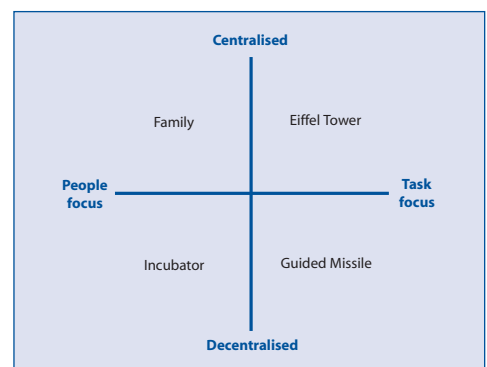 Centralised
Family
Eiffel Tower
People
focus
Task
focus
Incubator
Guided Missile
Decentralised